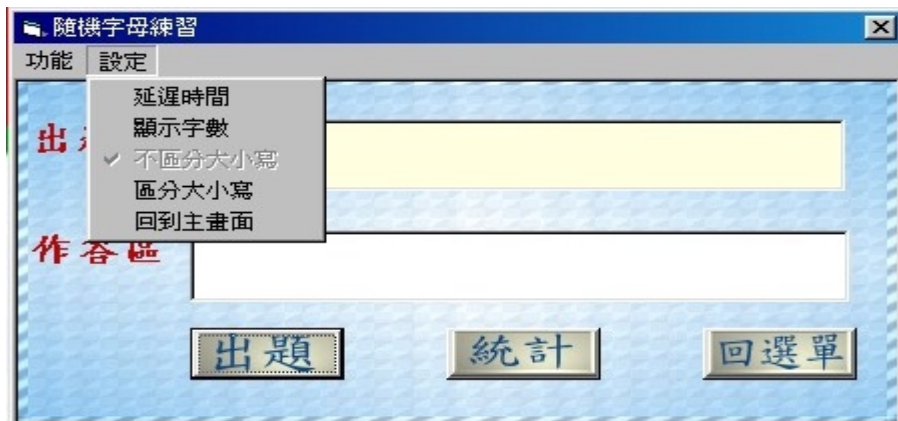 隨機字母練習
功能 設定
延遲時間
顯示字數
不區分大小寫
區分大小寫
回到主畫面
出
作答區
出題 統計 回選單